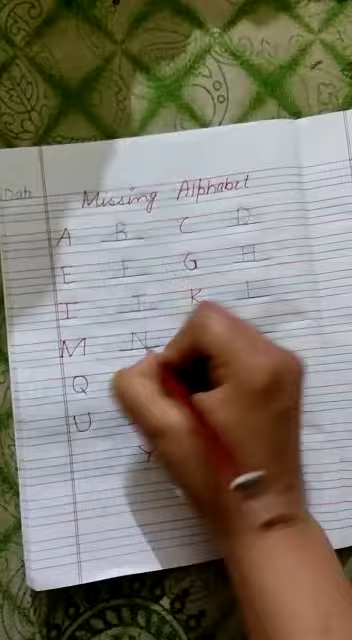 Date
Missing Alphabet
A B C D
E F G H
I J K L
M N
Q
U
Y